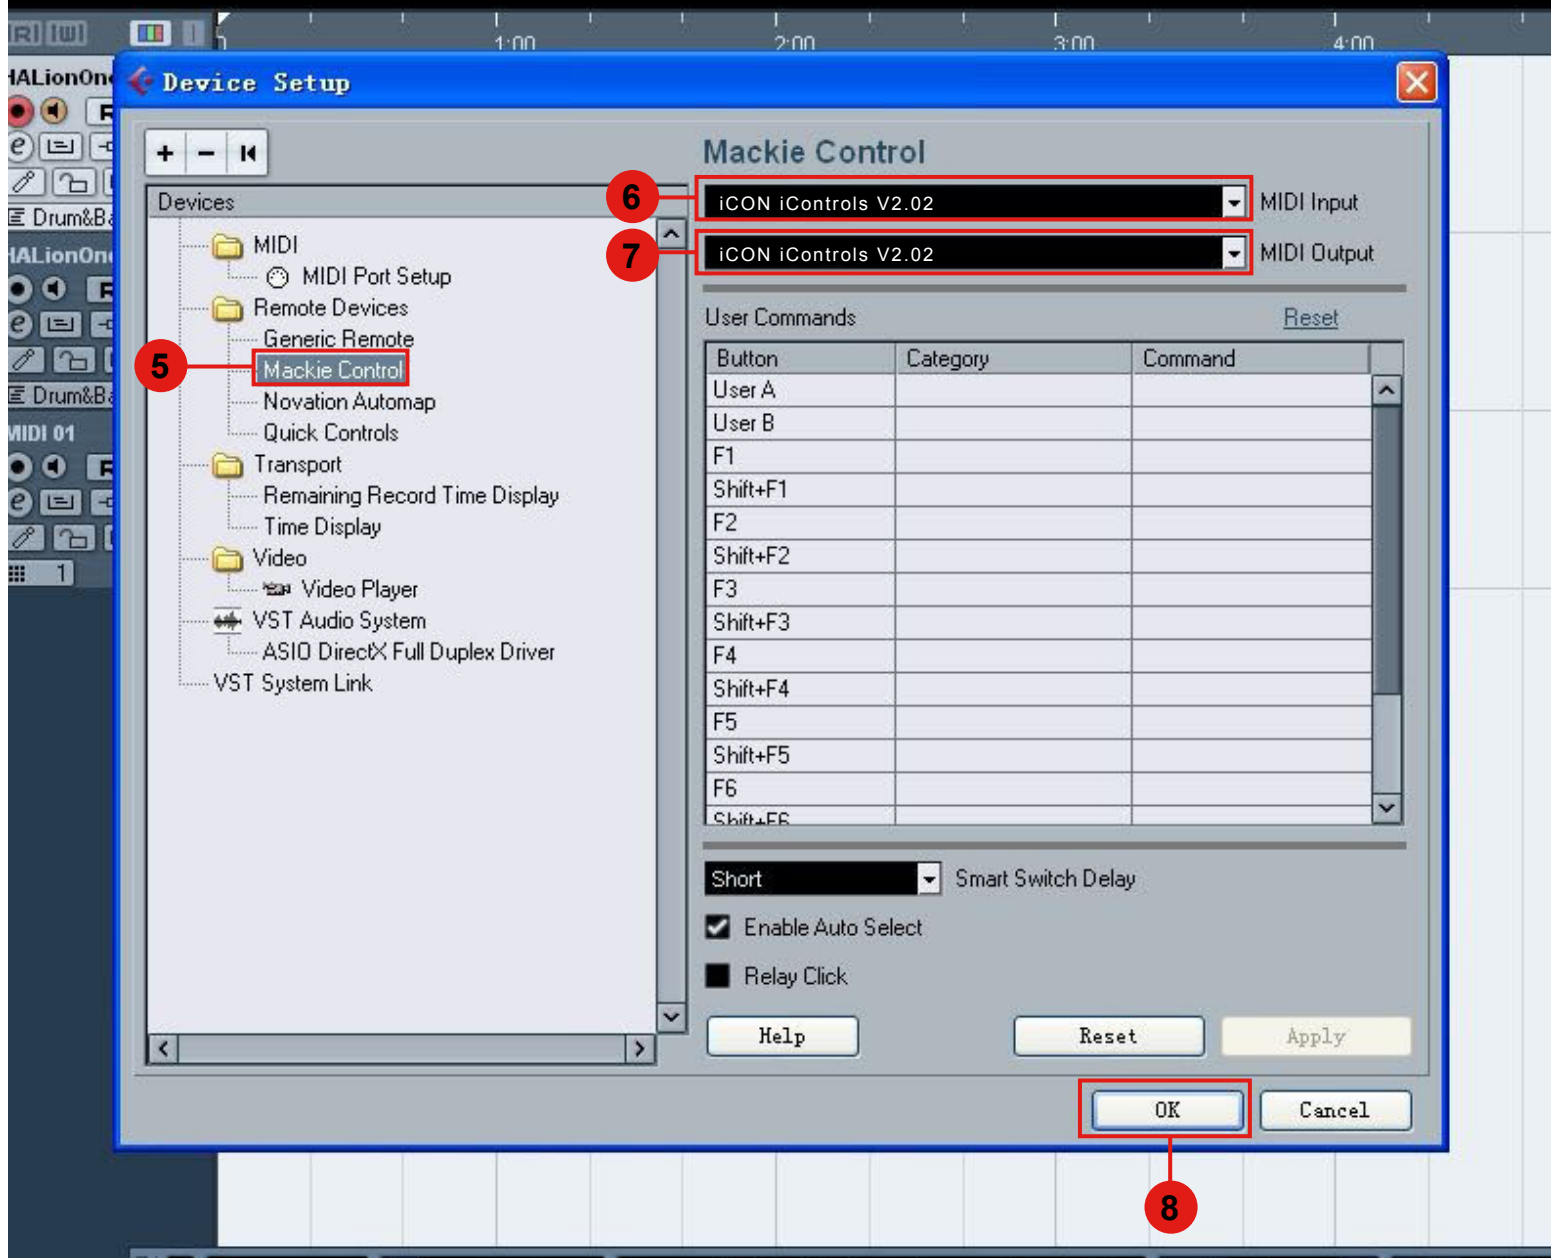 1:00
2:00
3:00
4:00
Device Setup
Devices
MIDI
MIDI Port Setup
Remote Devices
Generic Remote
5
Mackie Control
Novation Automap
Quick Controls
Transport
Remaining Record Time Display
Time Display
Video
Video Player
VST Audio System
ASIO DirectX Full Duplex Driver
VST System Link
Mackie Control
6
iCON iControls V2.02
MIDI Input
7
iCON iControls V2.02
MIDI Output
User Commands
Reset
Button
Category
Command
User A
User B
F1
Shift+F1
F2
Shift+F2
F3
Shift+F3
F4
Shift+F4
F5
Shift+F5
F6
Shift+F6
Short
Smart Switch Delay
Enable Auto Select
Relay Click
Help
Reset
Apply
OK
Cancel
8
HALionOne
Drum&Ba
HALionOne
Drum&Ba
MIDI 01
1